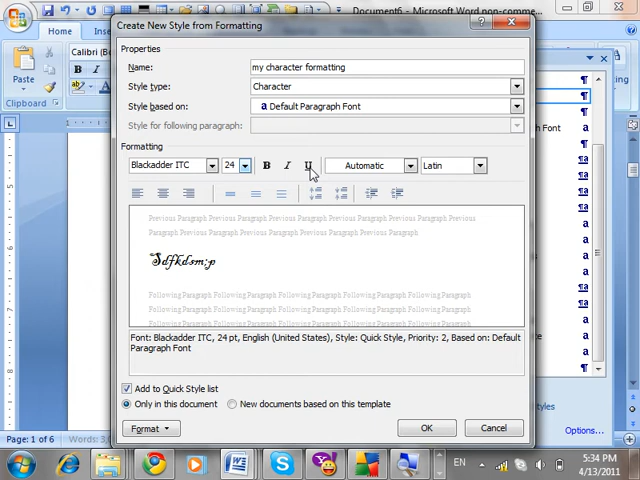 Document6 - Microsoft Word non-comme
Home
Calibri (Bo
Paste
Clipboard
Create New Style from Formatting
Properties
Name:
my character formatting
Style type:
Character
Style based on:
a Default Paragraph Font
Style for following paragraph:
Formatting
Blackadder ITC
24
B
I
U
Automatic
Latin
Previous Paragraph Previous Paragraph Previous Paragraph Previous Paragraph Previous
Paragraph Previous Paragraph Previous Paragraph Previous Paragraph
Sdfkdsm;p
Following Paragraph Following Paragraph Following Paragraph Following Paragraph
Following Paragraph Following Paragraph Following Paragraph Following Paragraph
Following Paragraph Following Paragraph Following Paragraph Following Paragraph
Font: Blackadder ITC, 24 pt, English (United States), Style: Quick Style, Priority: 2, Based on: Default
Paragraph Font
Add to Quick Style list
Only in this document
New documents based on this template
Format
OK
Cancel
Options...
Page: 1 of 6
Words: 3,0
EN
5:34 PM
4/13/2011